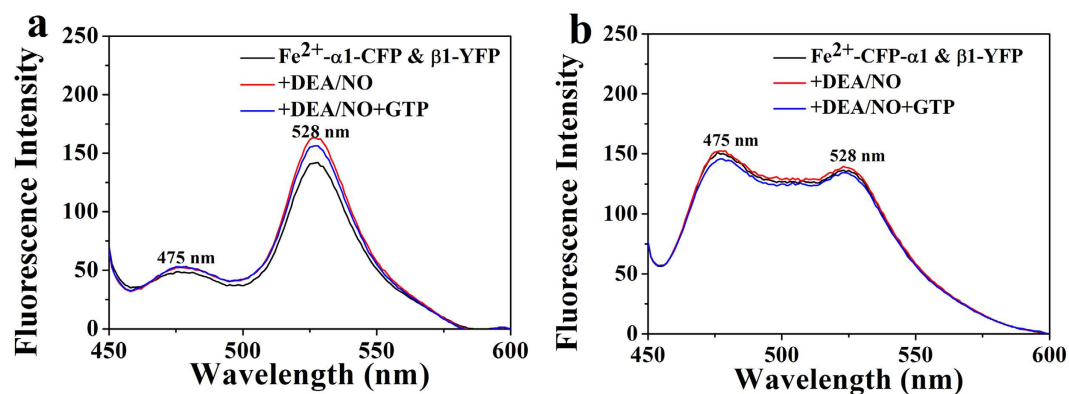 a
Fluorescence Intensity
250
200
150
100
50
0
Fe²⁺-α1-CFP & β1-YFP
+DEA/NO
+DEA/NO+GTP
528 nm
475 nm
450
500
550
600
Wavelength (nm)
b
Fluorescence Intensity
250
200
150
100
50
0
Fe²⁺-CFP-α1 & β1-YFP
+DEA/NO
+DEA/NO+GTP
475 nm
528 nm
450
500
550
600
Wavelength (nm)